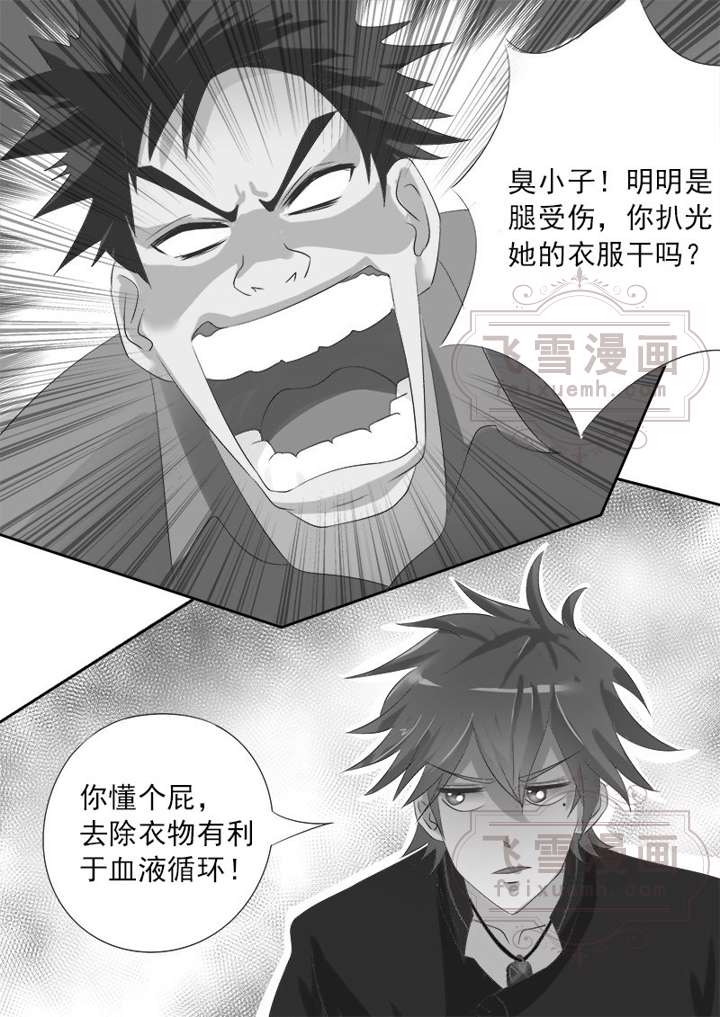 臭小子！明明是
腿受伤，你扒光
她的衣服干吗？
飞雪漫画
feixuemh.com
你懂个屁，
去除衣物有利
于血液循环！
飞雪漫画
feixuemh.com